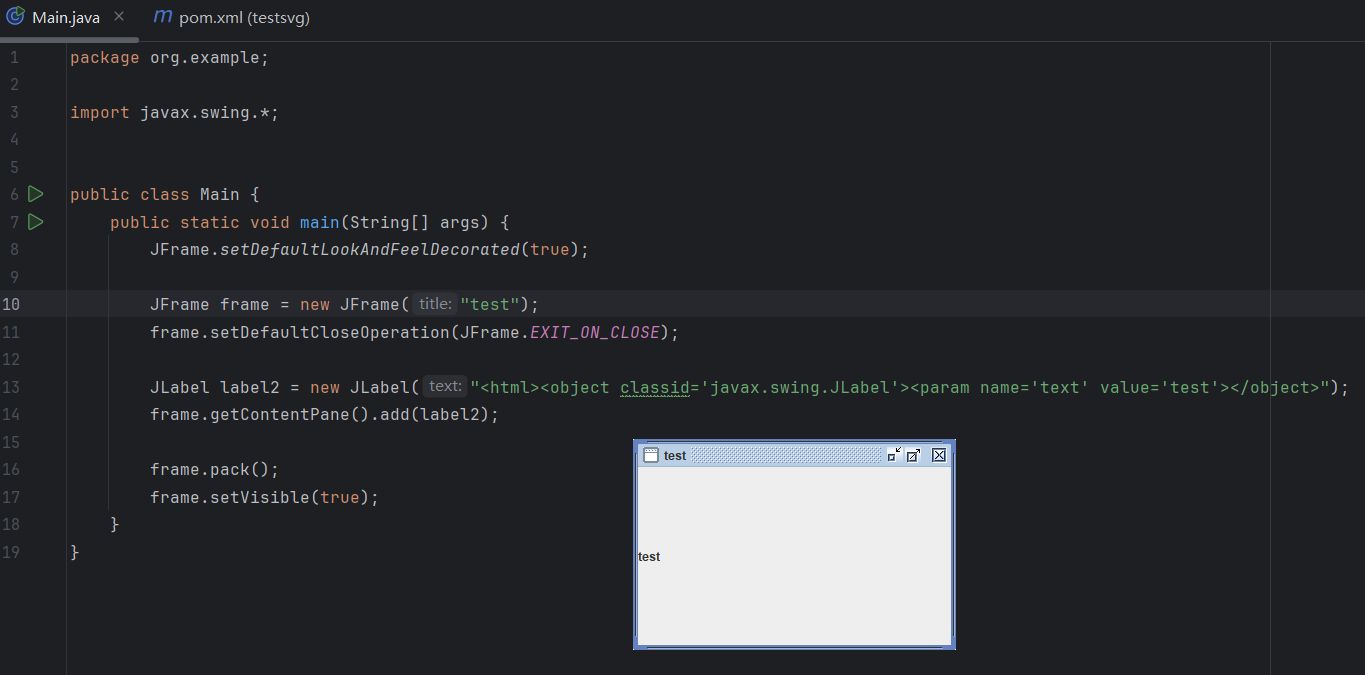 Main.java × m pom.xml (testsvg)
1 package org.example;
2
3 import javax.swing.*;
4
5
6 public class Main {
7 public static void main(String[] args) {
8 JFrame.setDefaultLookAndFeelDecorated(true);
9
10 JFrame frame = new JFrame( title: "test");
11 frame.setDefaultCloseOperation(JFrame.EXIT_ON_CLOSE);
12
13 JLabel label2 = new JLabel( text: "<html><object classid='javax.swing.JLabel'><param name='text' value='test'></object>");
14 frame.getContentPane().add(label2);
15
16 frame.pack();
17 frame.setVisible(true);
18 }
19 }
test
test